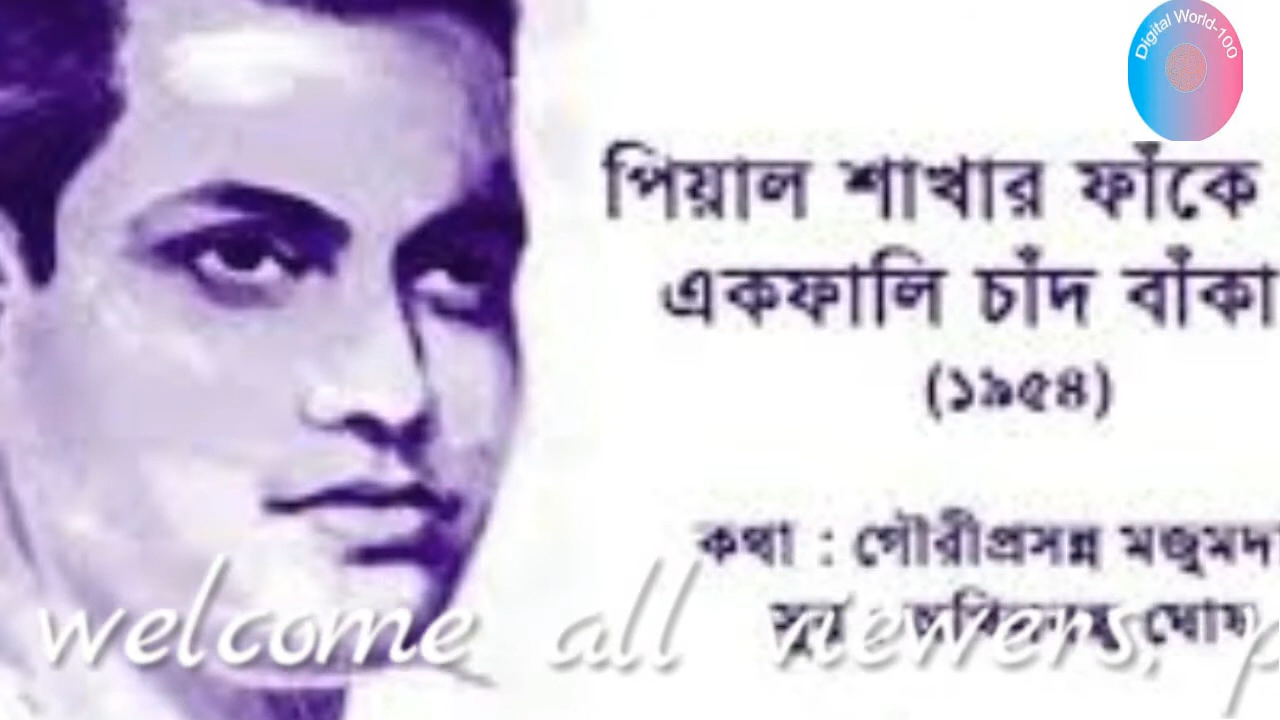 Digital World-100
পিয়াল শাখার ফাঁকে
একফালি চাঁদ বাঁকা
(১৯৫৪)
কথা : গৌরীপ্রসন্ন মজুমদা
সুর ঘোষ
welcome all viewers, p